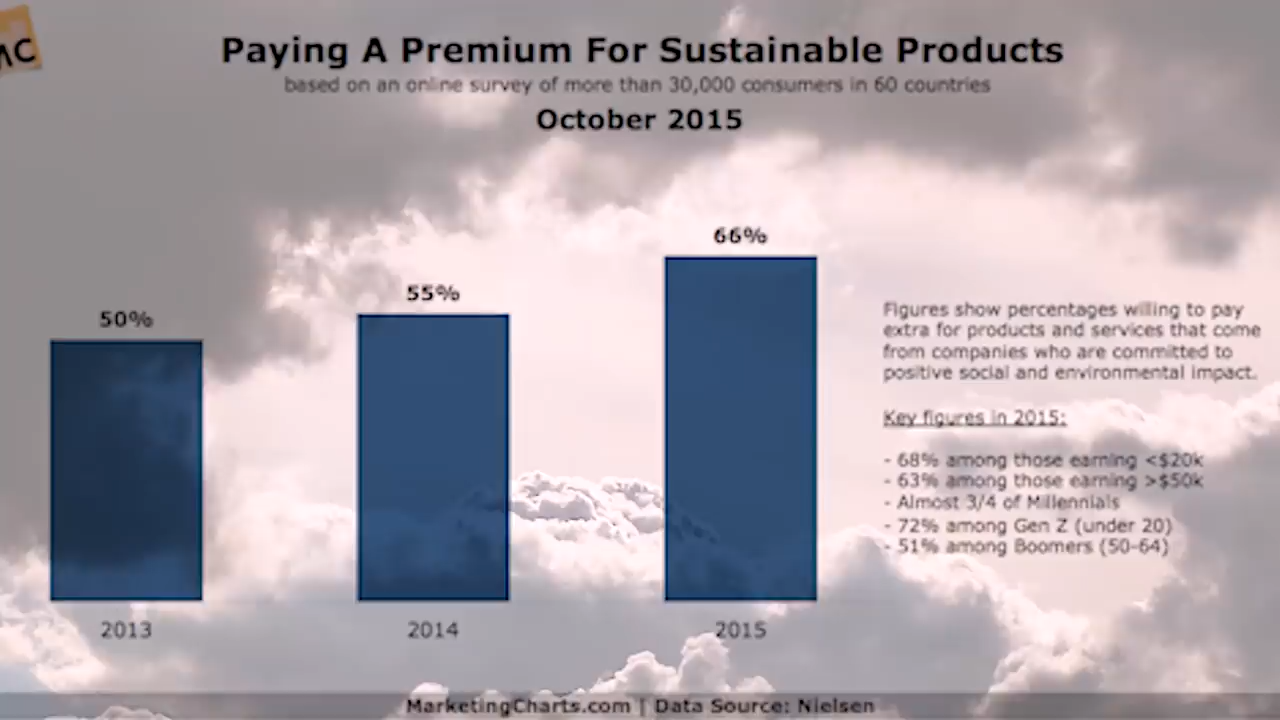 MC
Paying A Premium For Sustainable Products
based on an online survey of more than 30,000 consumers in 60 countries
October 2015
50%
55%
66%
2013
2014
2015
Figures show percentages willing to pay
extra for products and services that come
from companies who are committed to
positive social and environmental impact.
Key figures in 2015:
- 68% among those earning <$20k
- 63% among those earning >$50k
- Almost 3/4 of Millennials
- 72% among Gen Z (under 20)
- 51% among Boomers (50-64)
MarketingCharts.com | Data Source: Nielsen